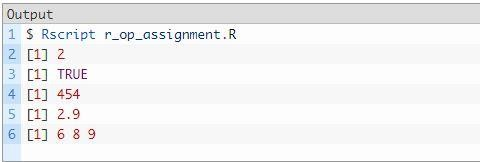 Output
1 $ Rscript r_op_assignment.R
2 [1] 2
3 [1] TRUE
4 [1] 454
5 [1] 2.9
6 [1] 6 8 9